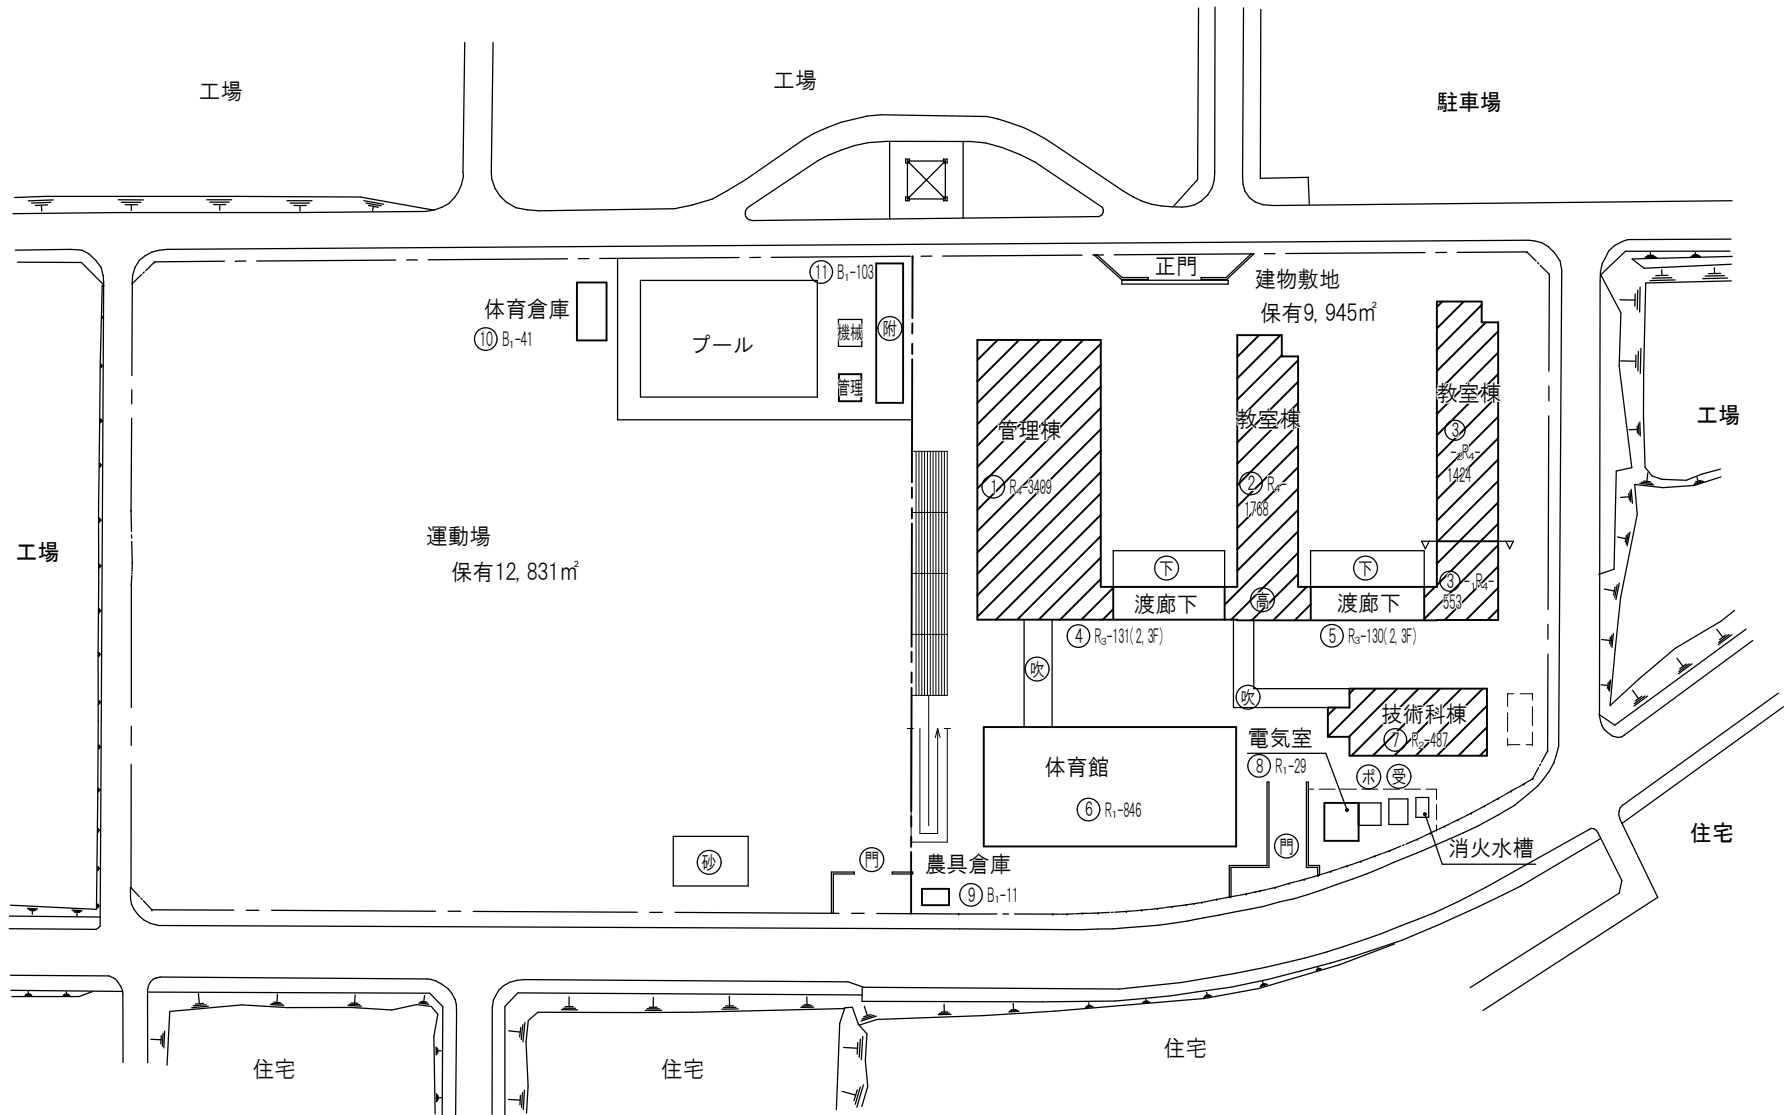 工場
工場
駐車場
正門
⑪ B₁-103
建物敷地
保有9,945㎡
体育倉庫
⑩ B₁-41
プール
機械
附
管理
教室棟
③
-₂R₄-
1424
教室棟
② R₄-
1768
管理棟
① R₄-3409
工場
工場
運動場
保有12,831㎡
下
下
渡廊下
高
渡廊下
③ -₁R₄-
553
④ R₃-131(2,3F)
⑤ R₃-130(2,3F)
吹
吹
技術科棟
⑦ R₂-487
電気室
⑧ R₁-29
体育館
⑥ R₁-846
ポ
受
消火水槽
住宅
砂
門
門
農具倉庫
⑨ B₁-11
住宅
住宅
住宅